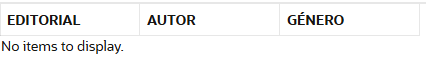 EDITORIAL AUTOR GÉNERO
No items to display.